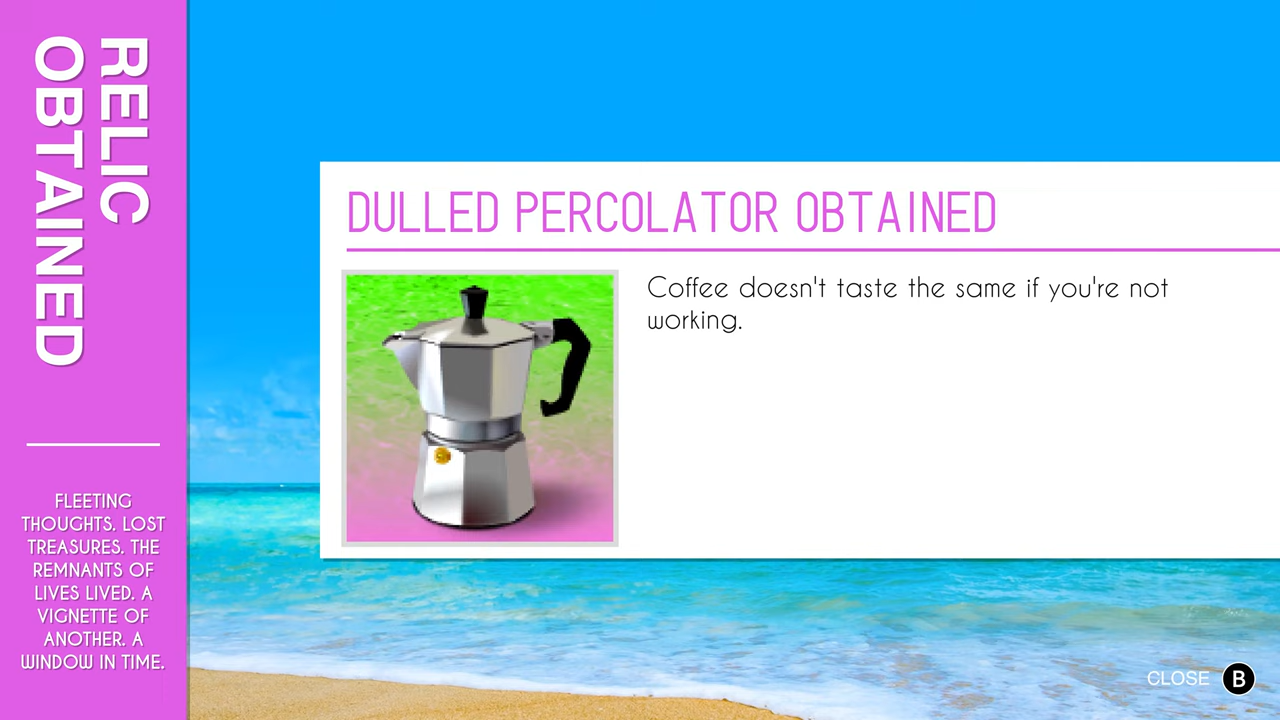 RELIC
OBTAINED
FLEETING
THOUGHTS. LOST
TREASURES. THE
REMNANTS OF
LIVES LIVED. A
VIGNETTE OF
ANOTHER. A
WINDOW IN TIME.
DULLED PERCOLATOR OBTAINED
Coffee doesn't taste the same if you're not
working.
CLOSE B